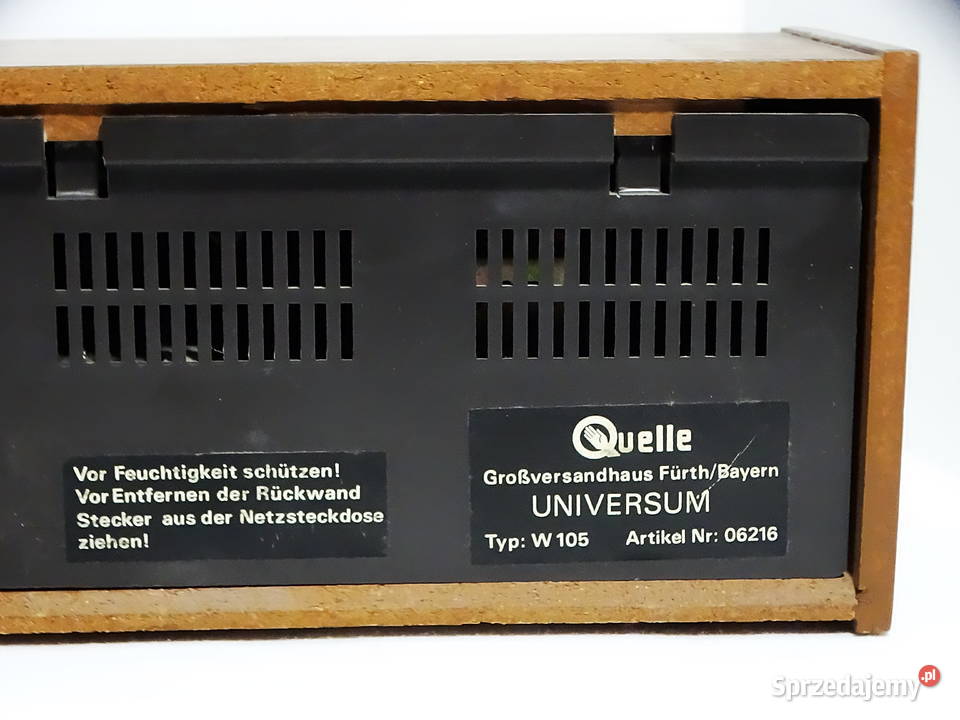 Vor Feuchtigkeit schützen!
Vor Entfernen der Rückwand
Stecker aus der Netzsteckdose
ziehen!
Quelle
Großversandhaus Fürth/Bayern
UNIVERSUM
Typ: W 105 Artikel Nr: 06216
Sprzedajemy.pl